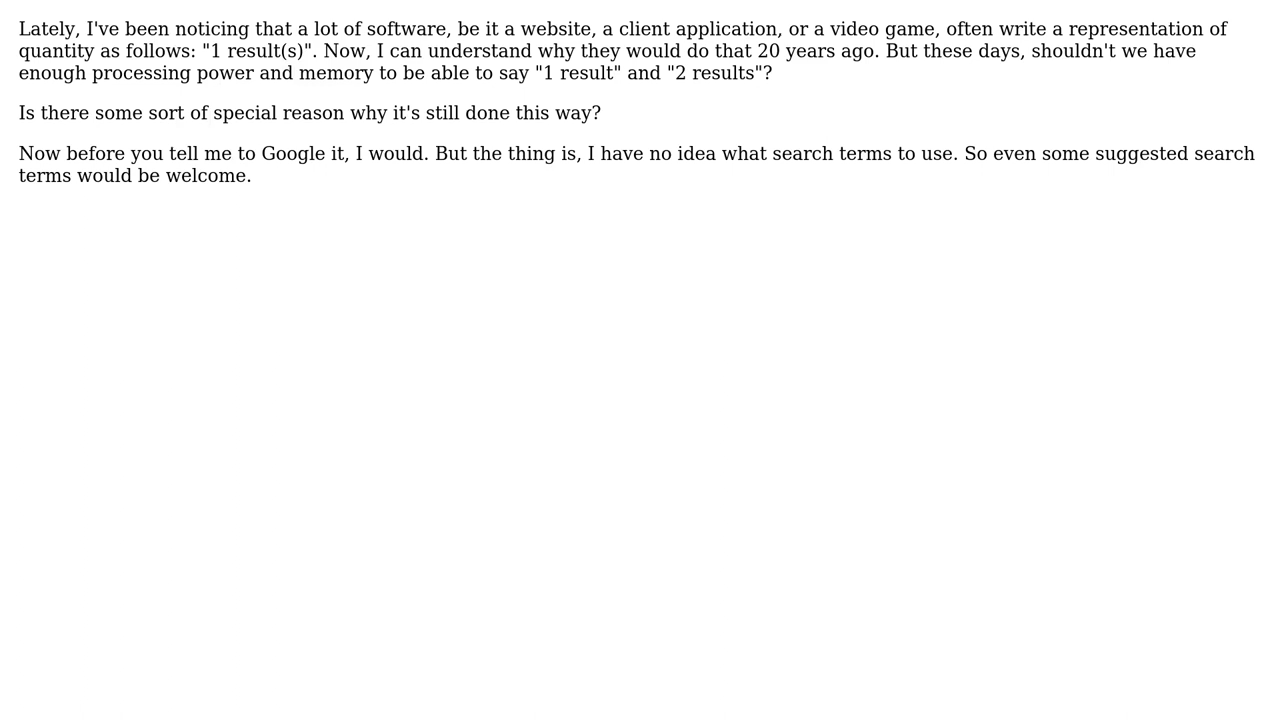 Lately, I've been noticing that a lot of software, be it a website, a client application, or a video game, often write a representation of
quantity as follows: "1 result(s)". Now, I can understand why they would do that 20 years ago. But these days, shouldn't we have
enough processing power and memory to be able to say "1 result" and "2 results"?
Is there some sort of special reason why it's still done this way?
Now before you tell me to Google it, I would. But the thing is, I have no idea what search terms to use. So even some suggested search
terms would be welcome.